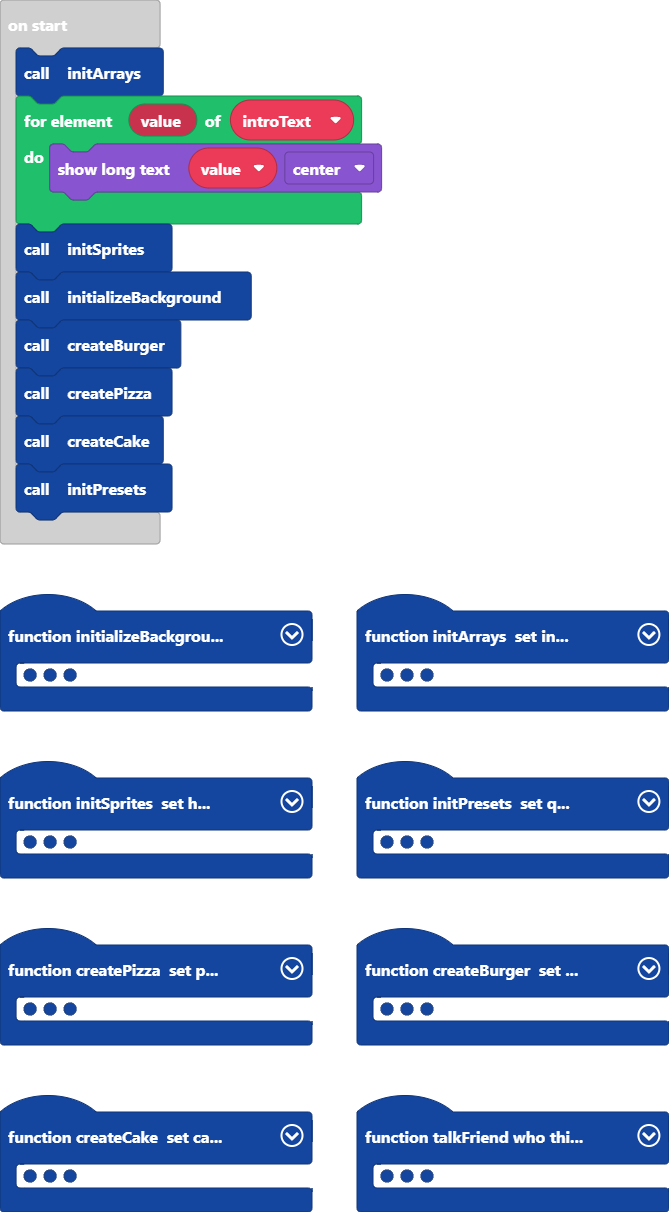 on start
call initArrays
for element value of introText
do show long text value center
call initSprites
call initializeBackground
call createBurger
call createPizza
call createCake
call initPresets
function initializeBackgrou...
function initArrays set in...
function initSprites set h...
function initPresets set q...
function createPizza set p...
function createBurger set ...
function createCake set ca...
function talkFriend who thi...